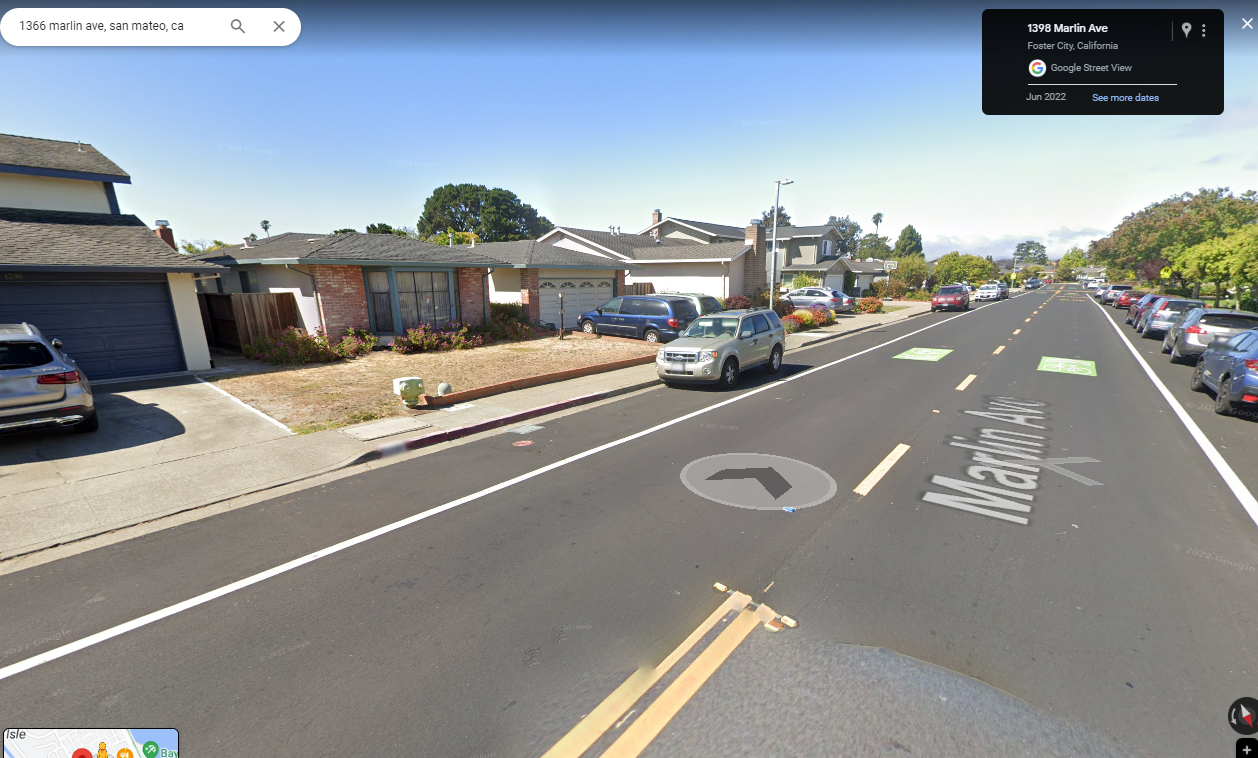 1366 marlin ave, san mateo, ca
1398 Marlin Ave
Foster City, California
Google Street View
Jun 2022
See more dates
Marlin Ave
Isle
Bay